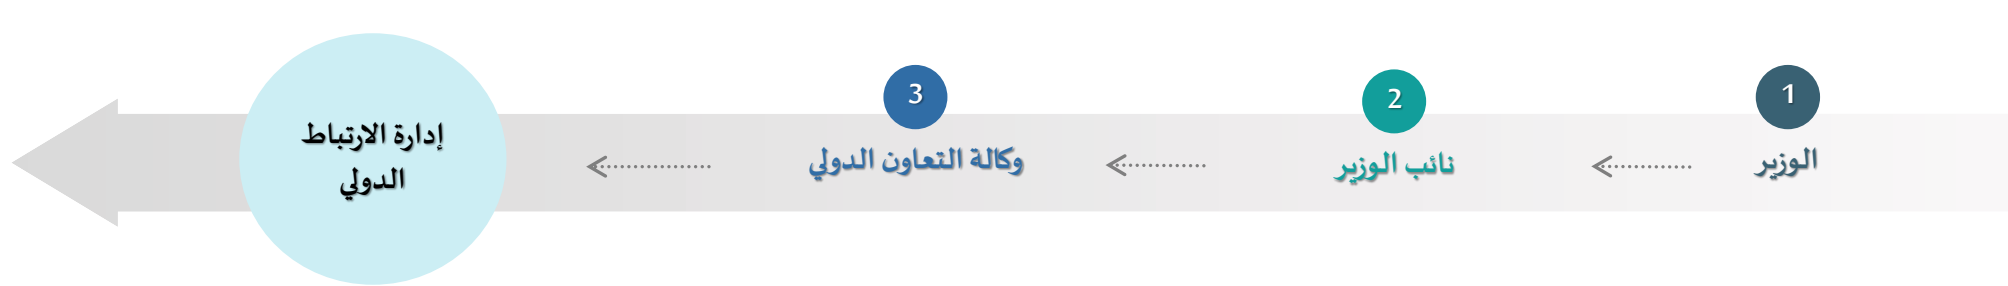 1
الوزير
2
نائب الوزير
3
وكالة التعاون الدولي
إدارة الارتباط
الدولي